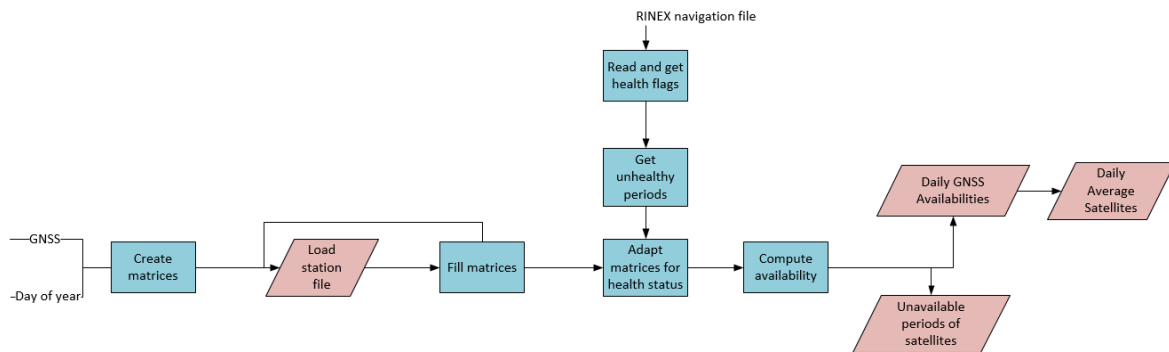 RINEX navigation file
Read and get
health flags
Get
unhealthy
periods
Daily GNSS
Availabilities
Daily
Average
Satellites
GNSS
Day of year
Create
matrices
Load
station
file
Fill matrices
Adapt
matrices for
health status
Compute
availability
Unavailable
periods of
satellites